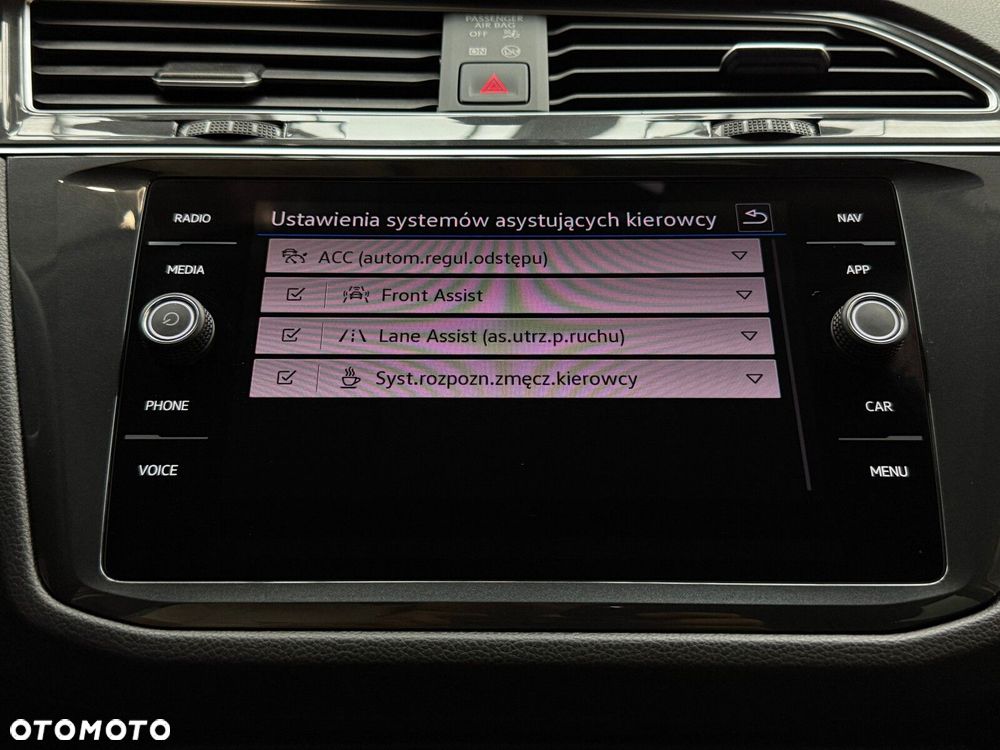 PASSENGER
AIR BAG
OFF
ON
RADIO
MEDIA
PHONE
VOICE
Ustawienia systemów asystujących kierowcy
ACC (autom.regul.odstępu)
Front Assist
Lane Assist (as.utrz.p.ruchu)
Syst.rozpozn.zmęcz.kierowcy
NAV
APP
CAR
MENU
OTOMOTO